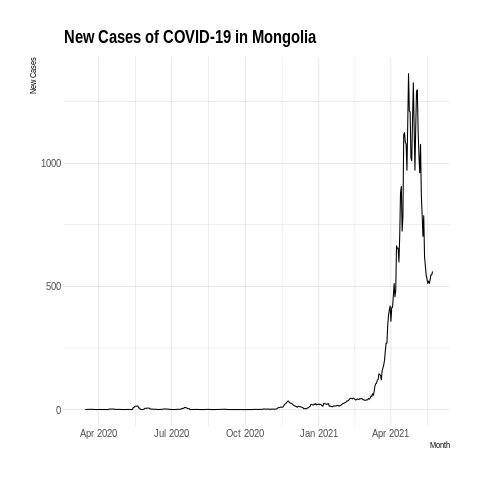 New Cases of COVID-19 in Mongolia
New Cases
1000
500
0
Apr 2020 Jul 2020 Oct 2020 Jan 2021 Apr 2021
Month